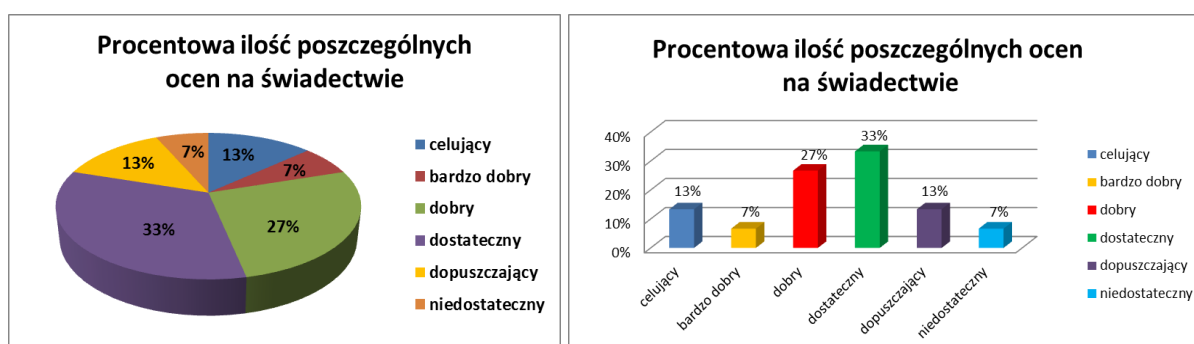 Procentowa ilość poszczególnych
ocen na świadectwie
13%
7%
27%
33%
13%
7%
celujący
bardzo dobry
dobry
dostateczny
dopuszczający
niedostateczny
Procentowa ilość poszczególnych ocen
na świadectwie
40%
30%
20%
10%
0%
13%
7%
27%
33%
13%
7%
celujący
bardzo dobry
dobry
dostateczny
dopuszczający
niedostateczny
celujący
bardzo dobry
dobry
dostateczny
dopuszczający
niedostateczny